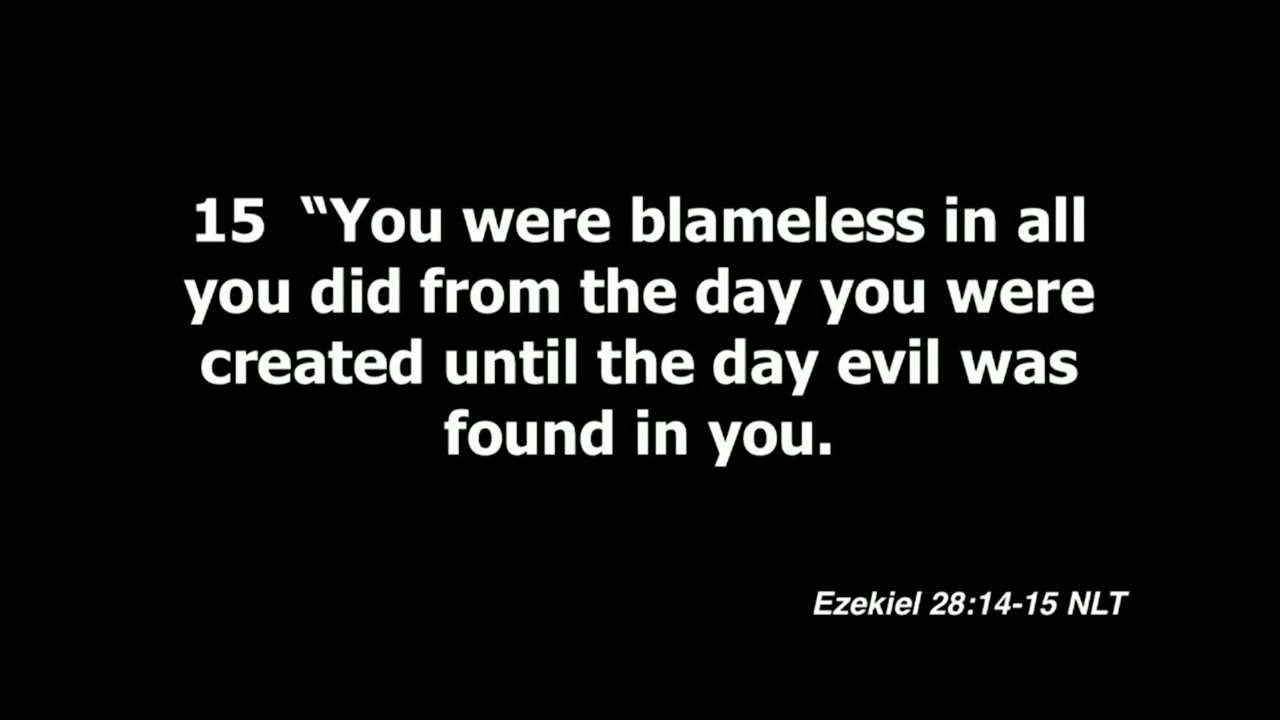 15 “You were blameless in all
you did from the day you were
created until the day evil was
found in you.
Ezekiel 28:14-15 NLT